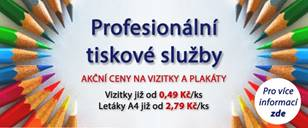 Profesionální
tiskové služby
AKČNÍ CENY NA VIZITKY A PLAKÁTY
Vizitky již od 0,49 Kč/ks
Letáky A4 již od 2,79 Kč/ks
Pro více
informací
zde